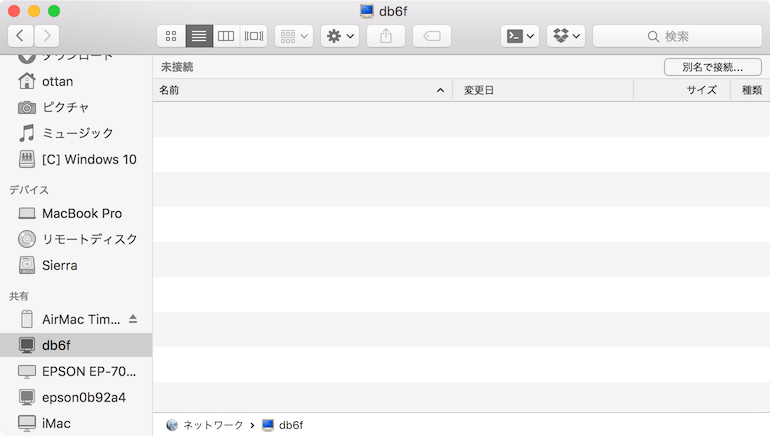 db6f
検索
ダウンロード
ottan
ピクチャ
ミュージック
[C] Windows 10
デバイス
MacBook Pro
リモートディスク
Sierra
共有
AirMac Tim...
db6f
EPSON EP-70...
epson0b92a4
iMac
未接続
別名で接続...
名前 変更日 サイズ 種類
ネットワーク › db6f